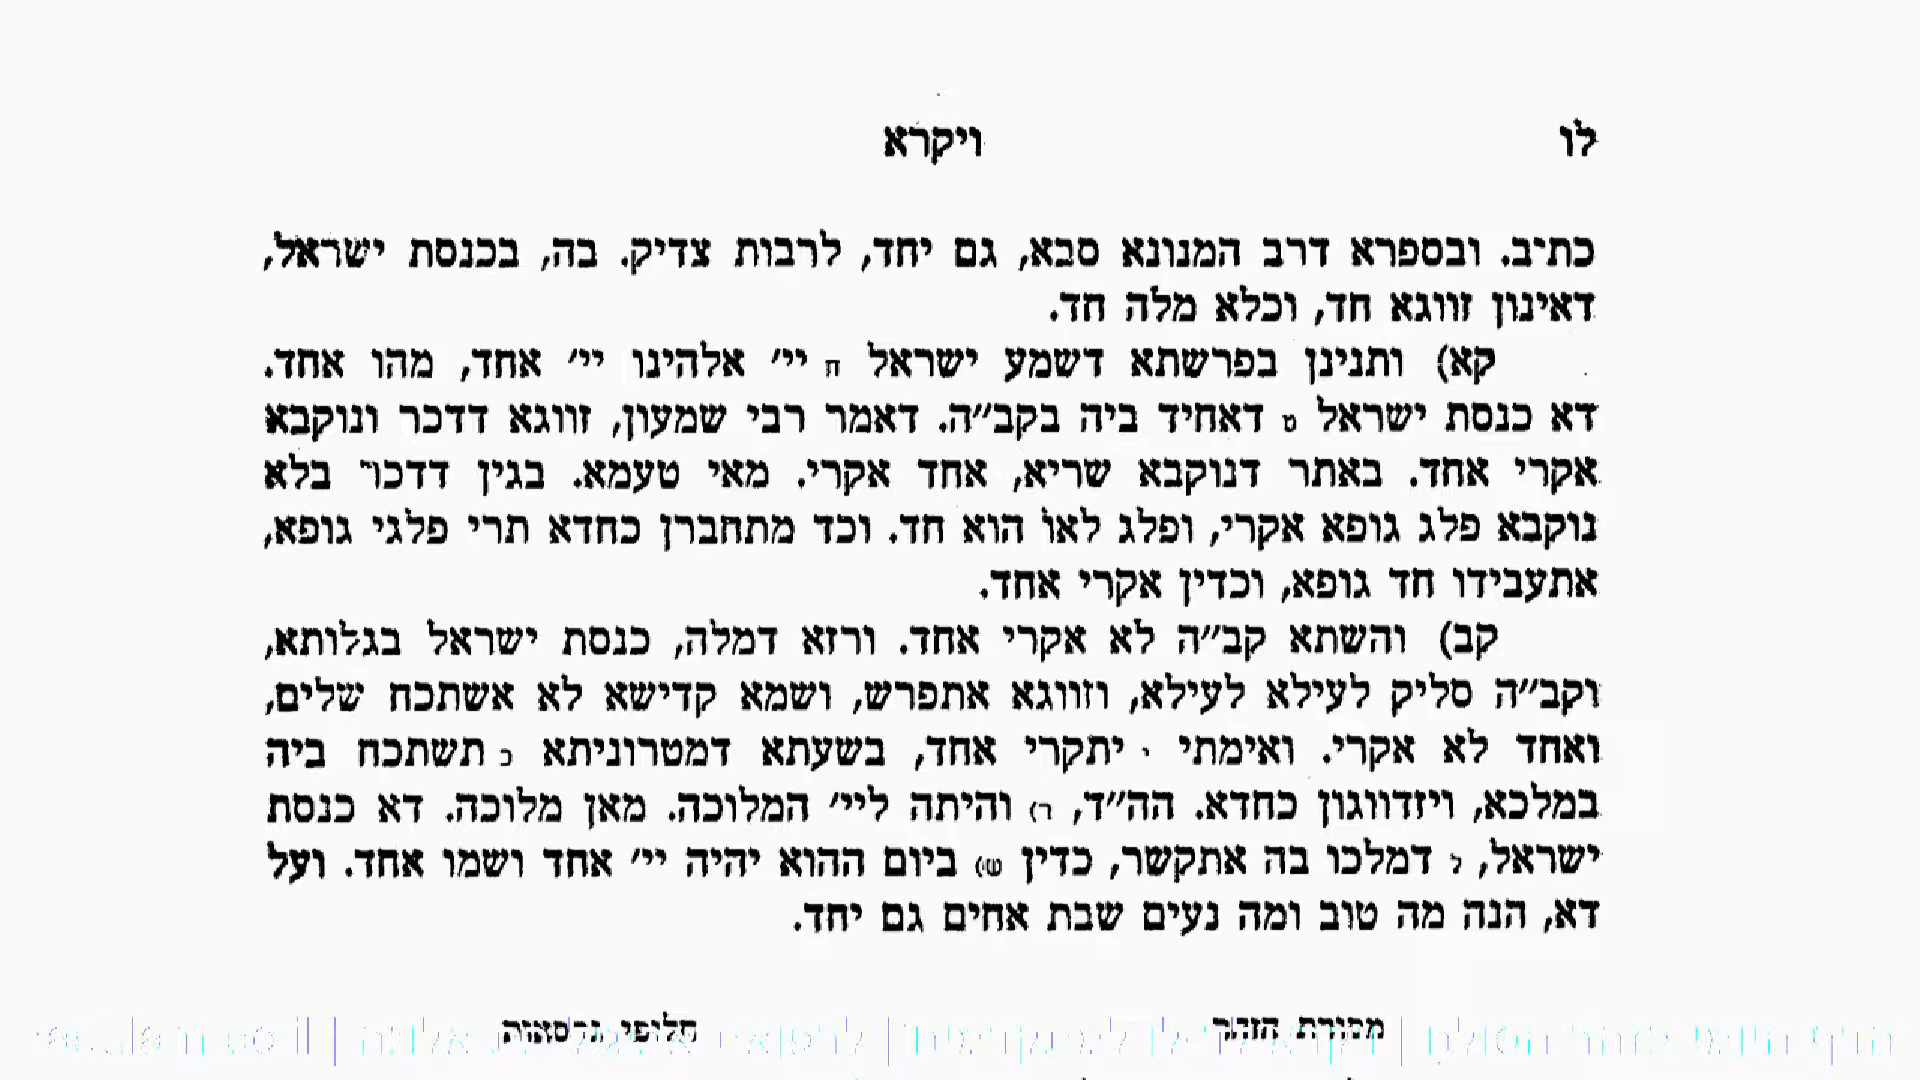 לו
ויקרא
כתיב. ובספרא דרב המנונא סבא, גם יחד, לרבות צדיק. בה, בכנסת ישראל,
דאינון זווגא חד, וכלא מלה חד.
קא) ותנינן בפרשתא דשמע ישראל ח יי׳ אלהינו יי׳ אחד, מהו אחד.
דא כנסת ישראל ט דאחיד ביה בקב״ה. דאמר רבי שמעון, זווגא דדכר ונוקבא
אקרי אחד. באתר דנוקבא שריא, אחד אקרי. מאי טעמא. בגין דדכר בלא
נוקבא פלג גופא אקרי, ופלג לאו הוא חד. וכד מתחברן כחדא תרי פלגי גופא,
אתעבידו חד גופא, וכדין אקרי אחד.
קב) והשתא קב״ה לא אקרי אחד. ורזא דמלה, כנסת ישראל בגלותא,
וקב״ה סליק לעילא לעילא, וזווגא אתפרש, ושמא קדישא לא אשתכח שלים,
ואחד לא אקרי. ואימתי י יתקרי אחד, בשעתא דמטרוניתא כ תשתכח ביה
במלכא, ויזדווגון כחדא. הה״ד, ר) והיתה ליי׳ המלוכה. מאן מלוכה. דא כנסת
ישראל, ל דמלכו בה אתקשר, כדין ש) ביום ההוא יהיה יי׳ אחד ושמו אחד. ועל
דא, הנה מה טוב ומה נעים שבת אחים גם יחד.
מסורת הזהר
חלופי גרסאות